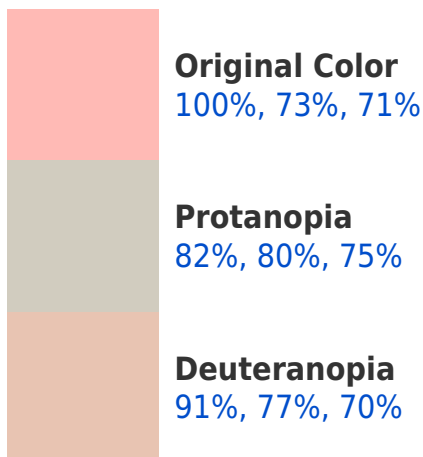 Original Color
100%, 73%, 71%
Protanopia
82%, 80%, 75%
Deuteranopia
91%, 77%, 70%